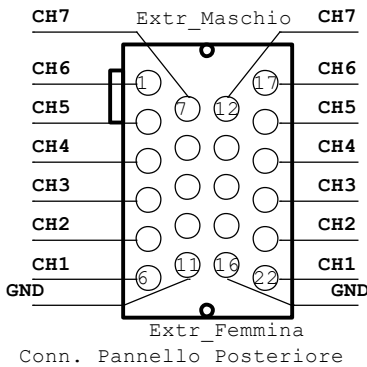 CH7 Extr_Maschio CH7
CH6 1 17 CH6
CH5 7 12 CH5
CH4 CH4
CH3 CH3
CH2 CH2
CH1 6 11 16 22 CH1
GND GND
Extr_Femmina
Conn. Pannello Posteriore